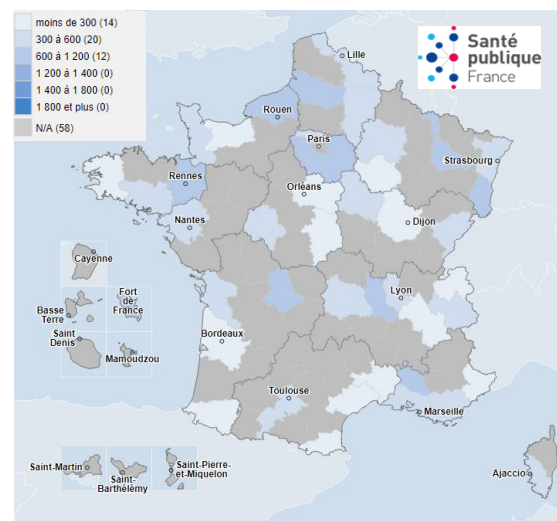 moins de 300 (14)
300 à 600 (20)
600 à 1 200 (12)
1 200 à 1 400 (0)
1 400 à 1 800 (0)
1 800 et plus (0)
N/A (58)
Santé
publique
France
Lille
Rouen
Paris
Strasbourg
Rennes
Orléans
Nantes
Dijon
Cayenne
Lyon
Basse
Terre
Fort
de
France
Saint
Denis
Mamoudzou
Bordeaux
Toulouse
Marseille
Saint-Martin
Saint-
Barthélémy
Saint-Pierre-
et-Miquelon
Ajaccio